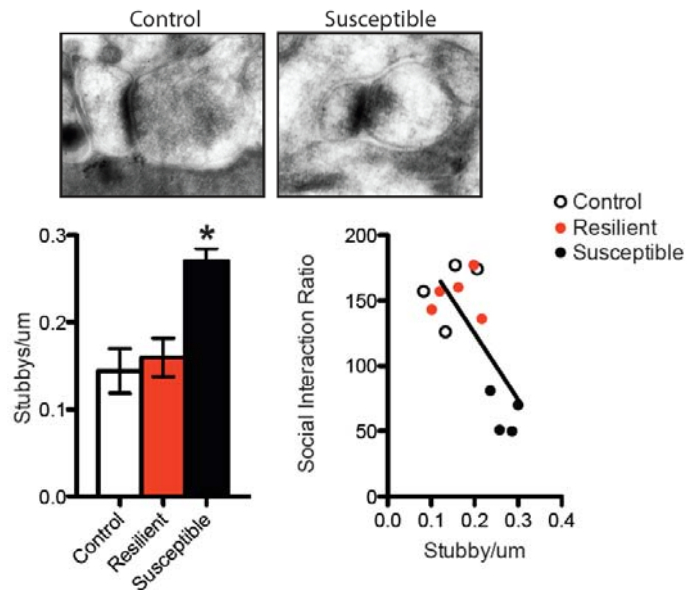 Control
Susceptible
Control
Resilient
Susceptible
0.3
0.2
0.1
0.0
Stubbys/um
*
Control
Resilient
Susceptible
200
150
100
50
0
Social Interaction Ratio
0.0 0.1 0.2 0.3 0.4
Stubby/um